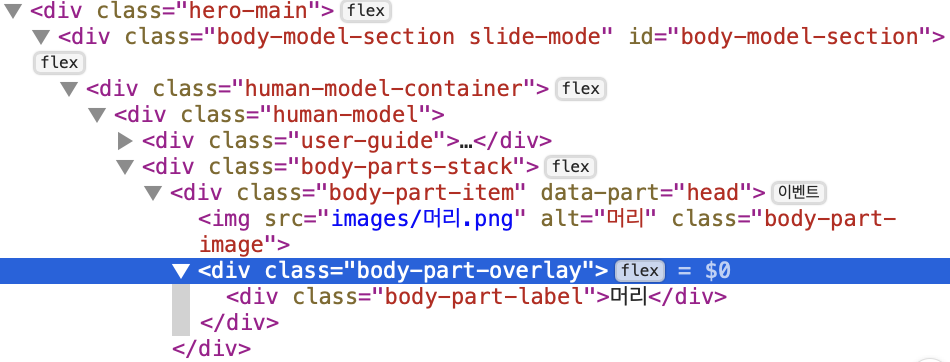 ▼ <div class="hero-main"> flex
▼ <div class="body-model-section slide-mode" id="body-model-section">
flex
▼ <div class="human-model-container"> flex
▼ <div class="human-model">
▶ <div class="user-guide">…</div>
▼ <div class="body-parts-stack"> flex
▼ <div class="body-part-item" data-part="head"> 이벤트
<img src="images/머리.png" alt="머리" class="body-part-
image">
▼ <div class="body-part-overlay"> flex = $0
<div class="body-part-label">머리</div>
</div>
</div>